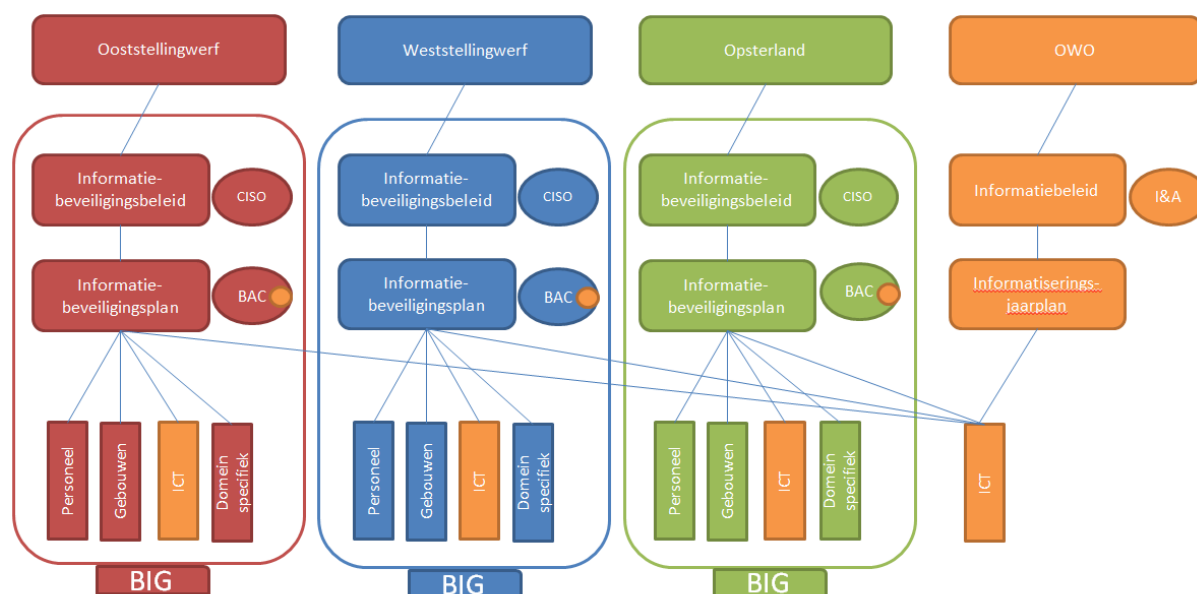 Ooststellingwerf
Weststellingwerf
Opsterland
OWO
Informatie-
beveiligingsbeleid
CISO
Informatie-
beveiligingsbeleid
CISO
Informatie-
beveiligingsbeleid
CISO
Informatiebeleid
I&A
Informatie-
beveiligingsplan
BAC
Informatie-
beveiligingsplan
BAC
Informatie-
beveiligingsplan
BAC
Informatiserings-
jaarplan
Personeel
Gebouwen
ICT
Domein
specifiek
Personeel
Gebouwen
ICT
Domein
specifiek
Personeel
Gebouwen
ICT
Domein
specifiek
ICT
BIG
BIG
BIG